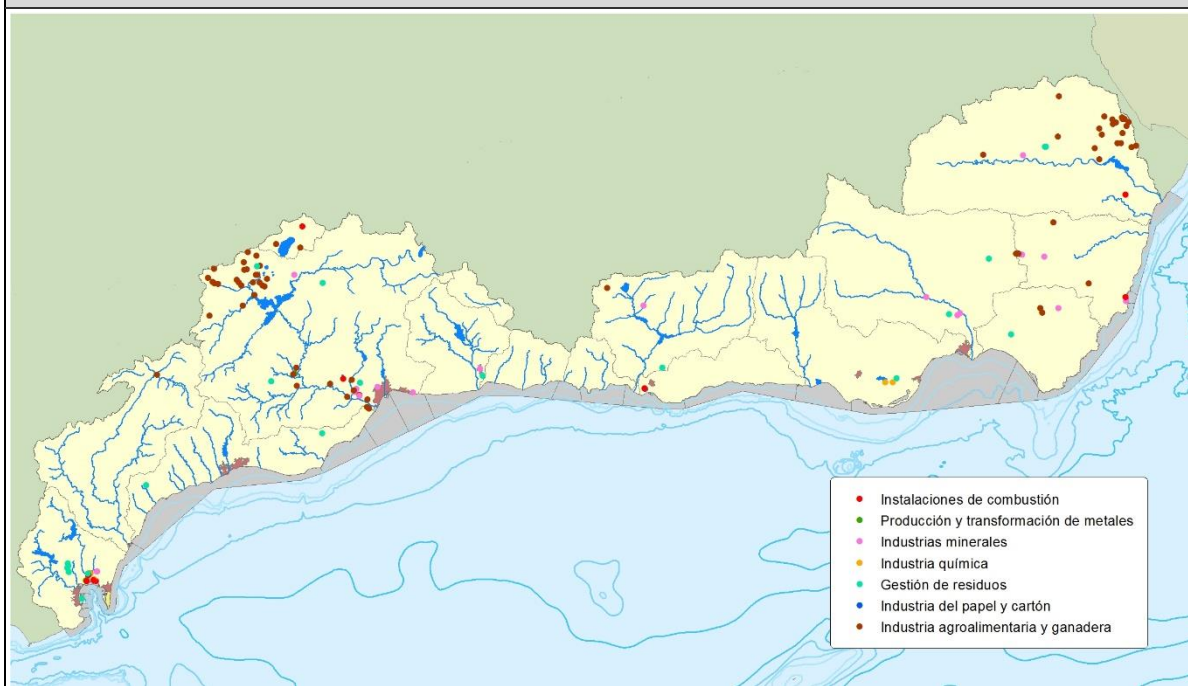 Instalaciones de combustión
Producción y transformación de metales
Industrias minerales
Industria química
Gestión de residuos
Industria del papel y cartón
Industria agroalimentaria y ganadera